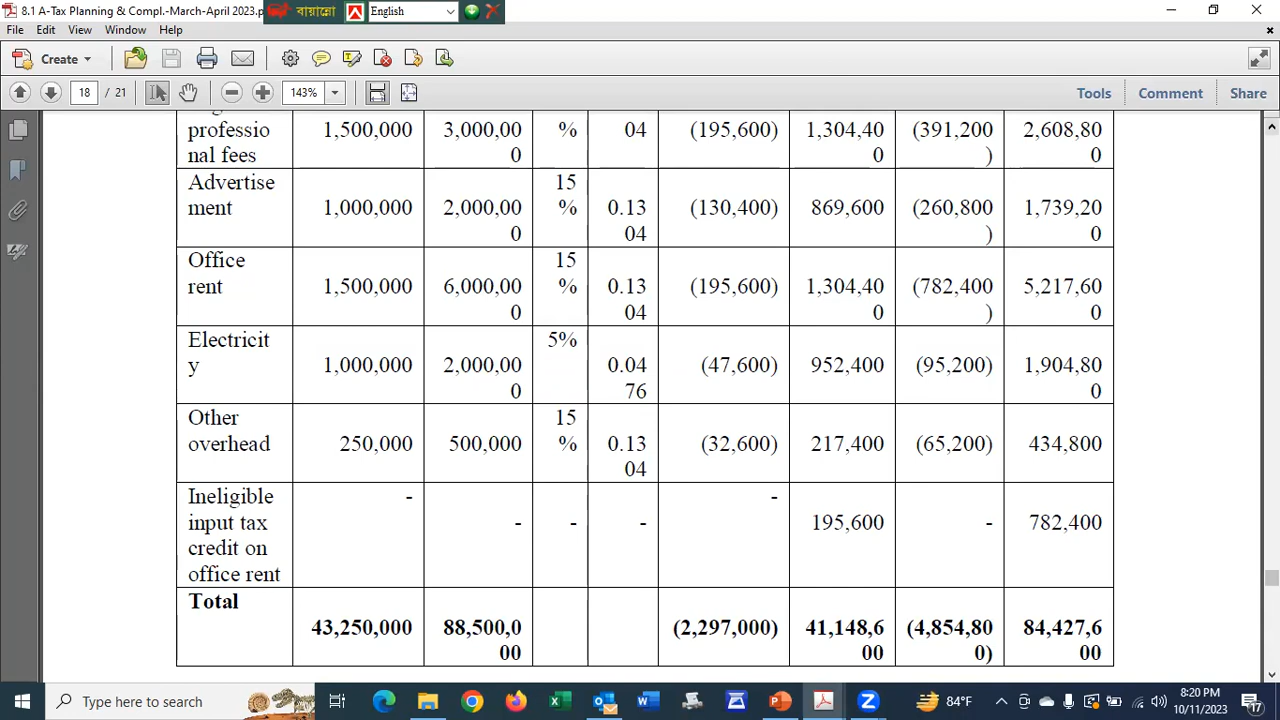 8.1 A-Tax Planning & Compl.-March-April 2023.p
বায়ান্নো
English
File Edit View Window Help
Create
18 / 21
143%
Tools Comment Share
professio 1,500,000 3,000,00 % 04 (195,600) 1,304,40 (391,200 2,608,80
nal fees 0 0 ) 0
Advertise 15
ment 1,000,000 2,000,00 % 0.13 (130,400) 869,600 (260,800 1,739,20
0 04 ) 0
Office 15
rent 1,500,000 6,000,00 % 0.13 (195,600) 1,304,40 (782,400 5,217,60
0 04 0 ) 0
Electricit 5%
y 1,000,000 2,000,00 0.04 (47,600) 952,400 (95,200) 1,904,80
0 76 0
Other 15
overhead 250,000 500,000 % 0.13 (32,600) 217,400 (65,200) 434,800
04
Ineligible - -
input tax - - - 195,600 - 782,400
credit on
office rent
Total
43,250,000 88,500,0 (2,297,000) 41,148,6 (4,854,80 84,427,6
00 00 0) 00
Type here to search
84°F
8:20 PM
10/11/2023
17